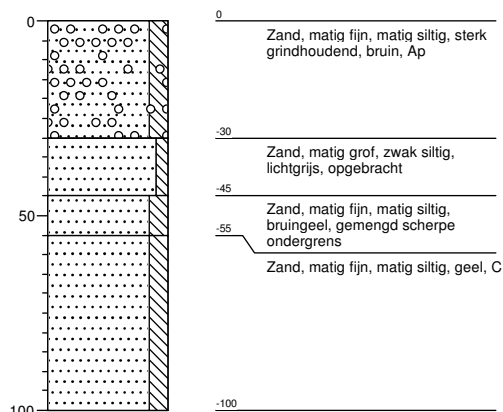 0
0
Zand, matig fijn, matig siltig, sterk
grindhoudend, bruin, Ap
-30
Zand, matig grof, zwak siltig,
lichtgrijs, opgebracht
-45
Zand, matig fijn, matig siltig,
bruingeel, gemengd scherpe
ondergrens
50
-55
Zand, matig fijn, matig siltig, geel, C
100
-100